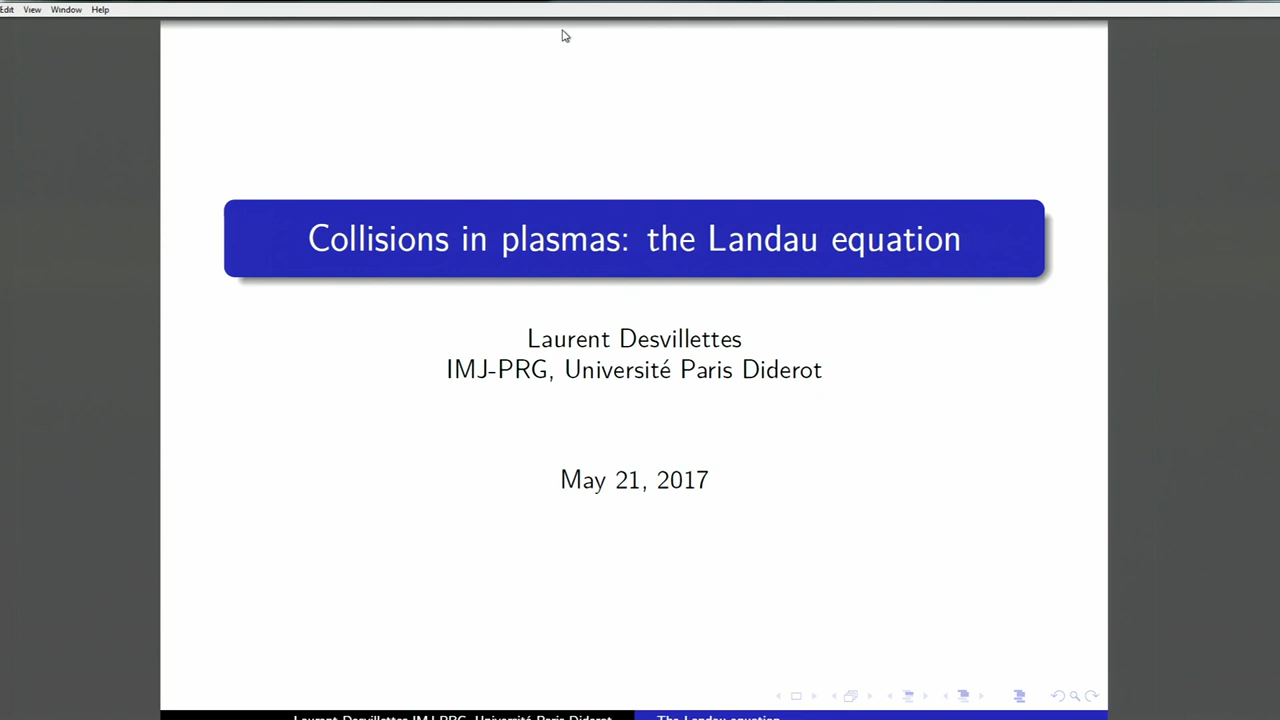 Edit View Window Help
Collisions in plasmas: the Landau equation
Laurent Desvillettes
IMJ-PRG, Université Paris Diderot
May 21, 2017
Laurent Desvillettes IMJ-PRG, Université Paris Diderot The Landau equation